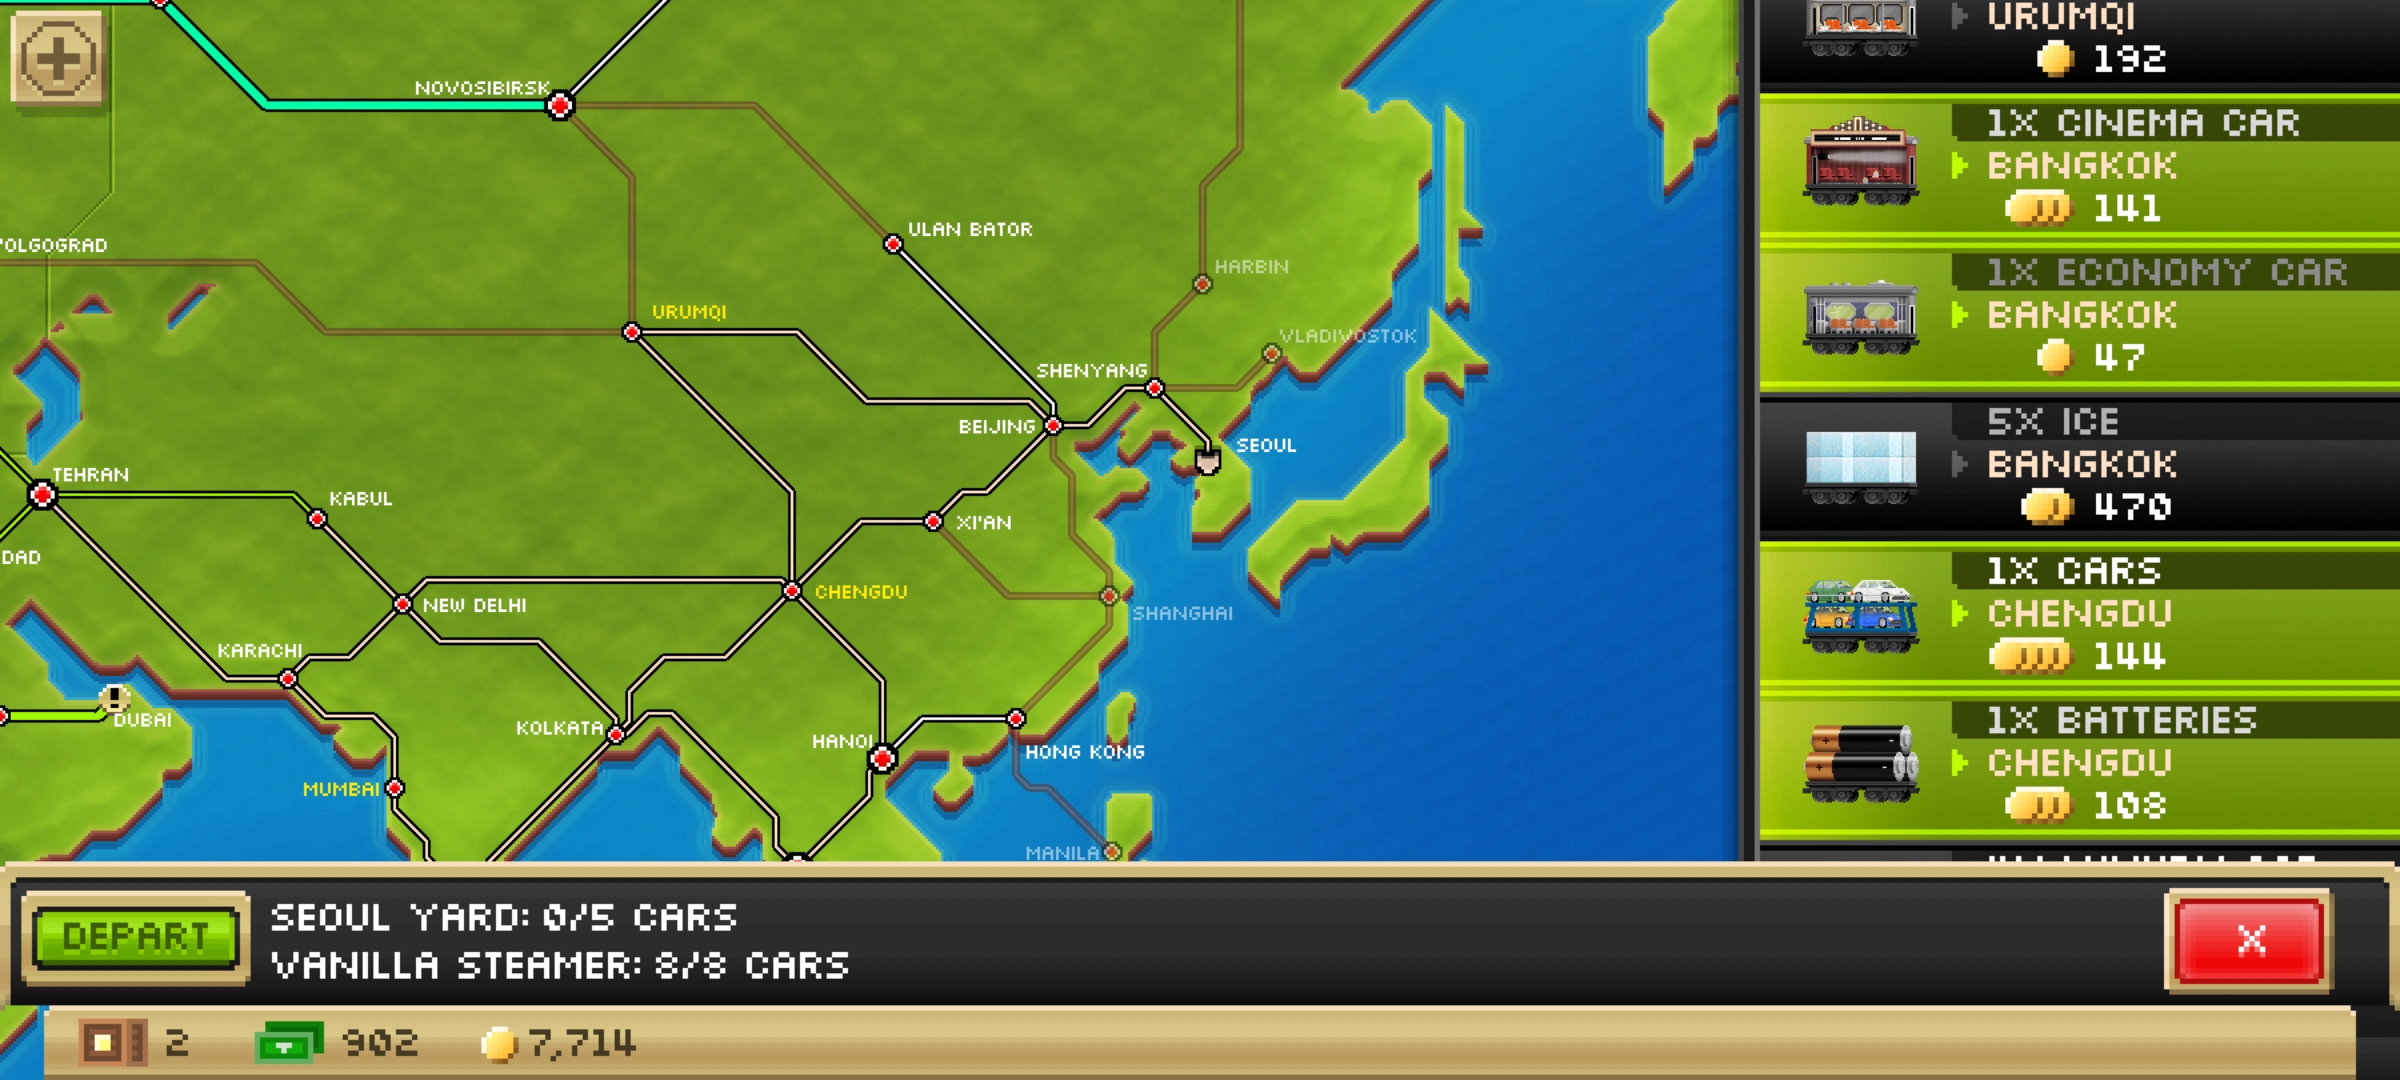 NOVOSIBIRSK
ULAN BATOR
OLGOGRAD
HARBIN
URUMQI
VLADIVOSTOK
SHENYANG
BEIJING
SEOUL
TEHRAN
KABUL
XI'AN
DAD
NEW DELHI
CHENGDU
SHANGHAI
KARACHI
DUBAI
KOLKATA
HANOI
HONG KONG
MUMBAI
MANILA
URUMQI
192
1X CINEMA CAR
BANGKOK
141
1X ECONOMY CAR
BANGKOK
47
5X ICE
BANGKOK
470
1X CARS
CHENGDU
144
1X BATTERIES
CHENGDU
108
DEPART
SEOUL YARD: 0/5 CARS
VANILLA STEAMER: 8/8 CARS
X
2
902
7,714